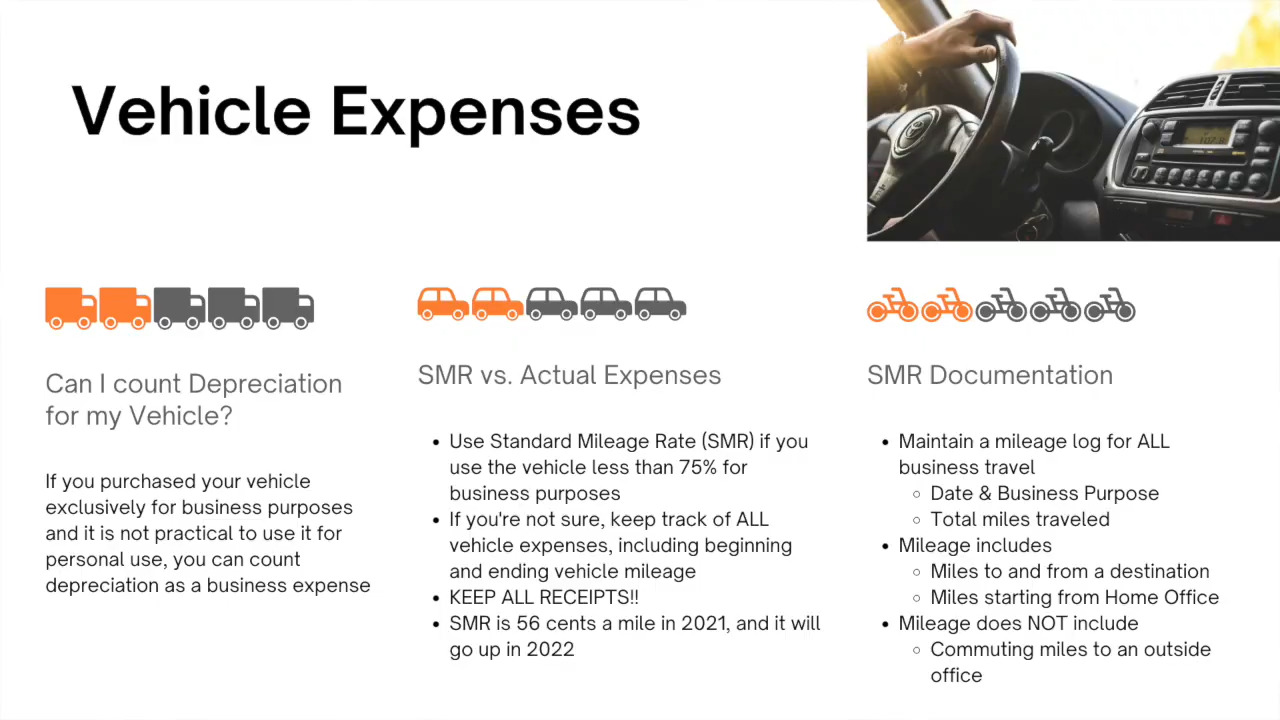 Vehicle Expenses
Can I count Depreciation
for my Vehicle?
If you purchased your vehicle
exclusively for business purposes
and it is not practical to use it for
personal use, you can count
depreciation as a business expense
SMR vs. Actual Expenses
• Use Standard Mileage Rate (SMR) if you
use the vehicle less than 75% for
business purposes
• If you're not sure, keep track of ALL
vehicle expenses, including beginning
and ending vehicle mileage
• KEEP ALL RECEIPTS!!
• SMR is 56 cents a mile in 2021, and it will
go up in 2022
SMR Documentation
• Maintain a mileage log for ALL
business travel
◦ Date & Business Purpose
◦ Total miles traveled
• Mileage includes
◦ Miles to and from a destination
◦ Miles starting from Home Office
• Mileage does NOT include
◦ Commuting miles to an outside
office